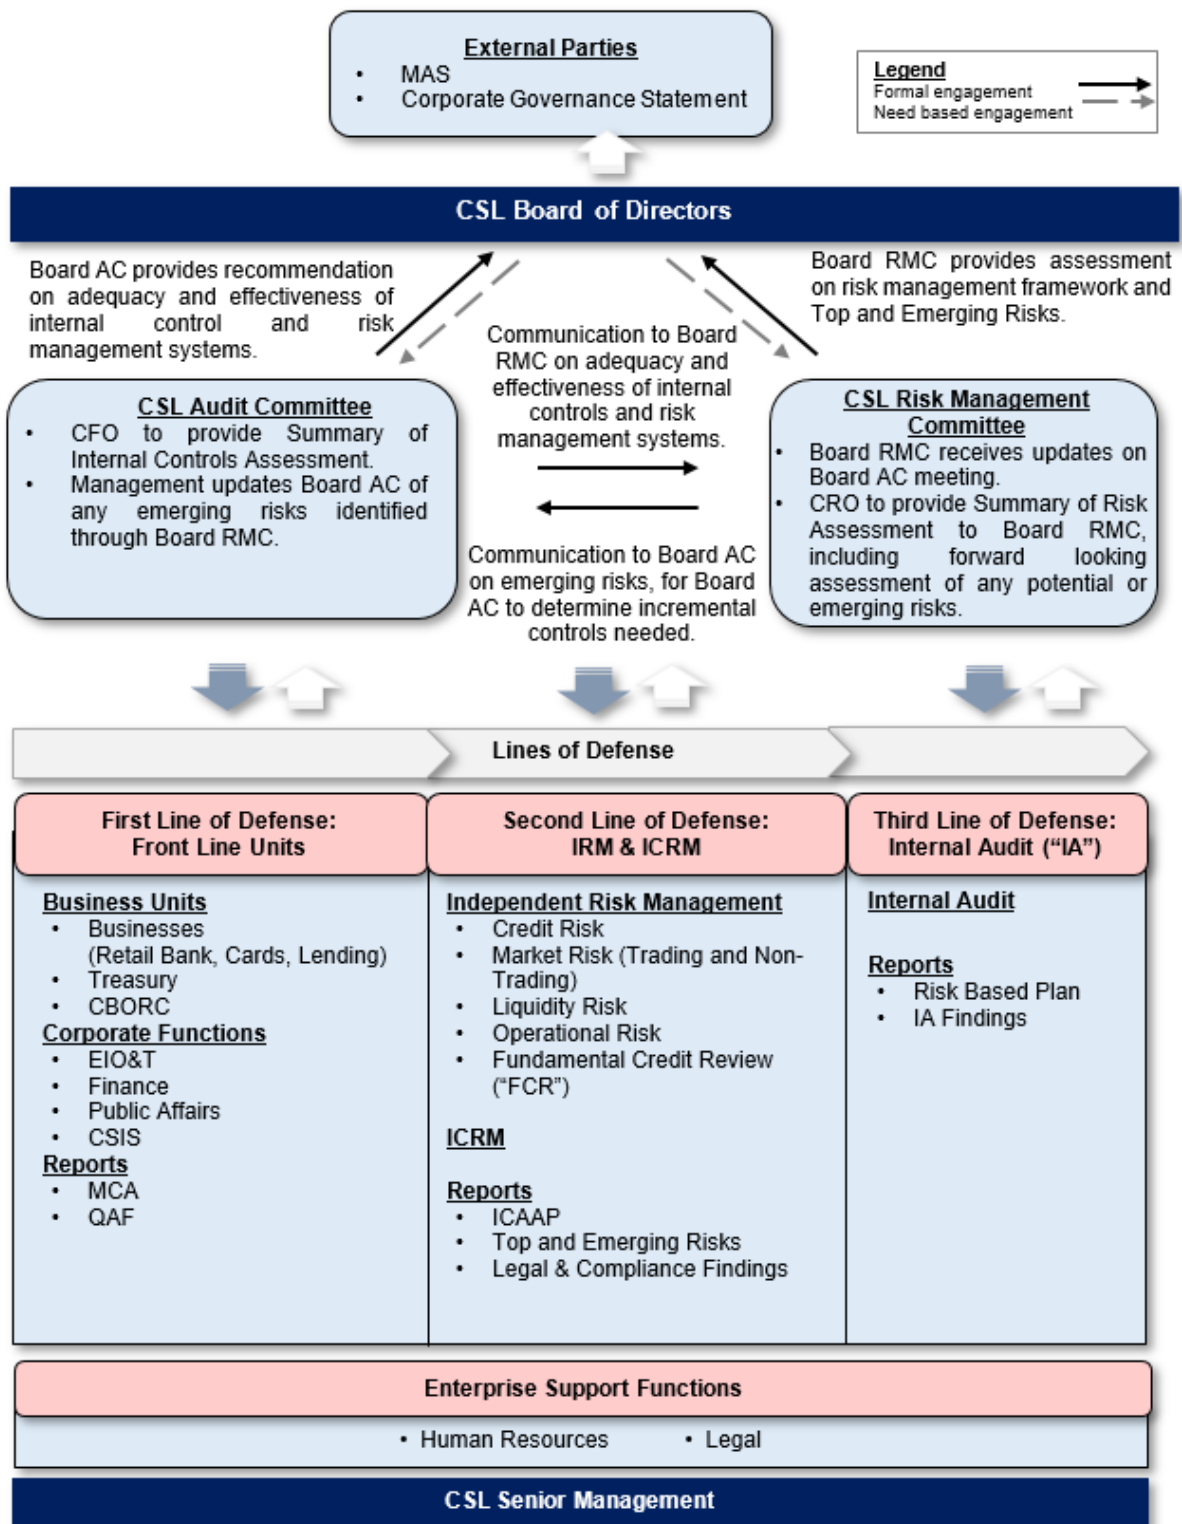 External Parties
• MAS
• Corporate Governance Statement
Legend
Formal engagement
Need based engagement
CSL Board of Directors
Board AC provides recommendation
on adequacy and effectiveness of
internal control and risk
management systems.
Board RMC provides assessment
on risk management framework and
Top and Emerging Risks.
Communication to Board
RMC on adequacy and
effectiveness of internal
controls and risk
management systems.
CSL Audit Committee
• CFO to provide Summary of
Internal Controls Assessment.
• Management updates Board AC of
any emerging risks identified
through Board RMC.
CSL Risk Management
Committee
• Board RMC receives updates on
Board AC meeting.
• CRO to provide Summary of Risk
Assessment to Board RMC,
including forward looking
assessment of any potential or
emerging risks.
Communication to Board AC
on emerging risks, for Board
AC to determine incremental
controls needed.
Lines of Defense
First Line of Defense:
Front Line Units
Business Units
• Businesses
(Retail Bank, Cards, Lending)
• Treasury
• CBORC
Corporate Functions
• EIO&T
• Finance
• Public Affairs
• CSIS
Reports
• MCA
• QAF
Second Line of Defense:
IRM & ICRM
Independent Risk Management
• Credit Risk
• Market Risk (Trading and Non-
Trading)
• Liquidity Risk
• Operational Risk
• Fundamental Credit Review
("FCR")
ICRM
Reports
• ICAAP
• Top and Emerging Risks
• Legal & Compliance Findings
Third Line of Defense:
Internal Audit ("IA")
Internal Audit
Reports
• Risk Based Plan
• IA Findings
Enterprise Support Functions
• Human Resources • Legal
CSL Senior Management